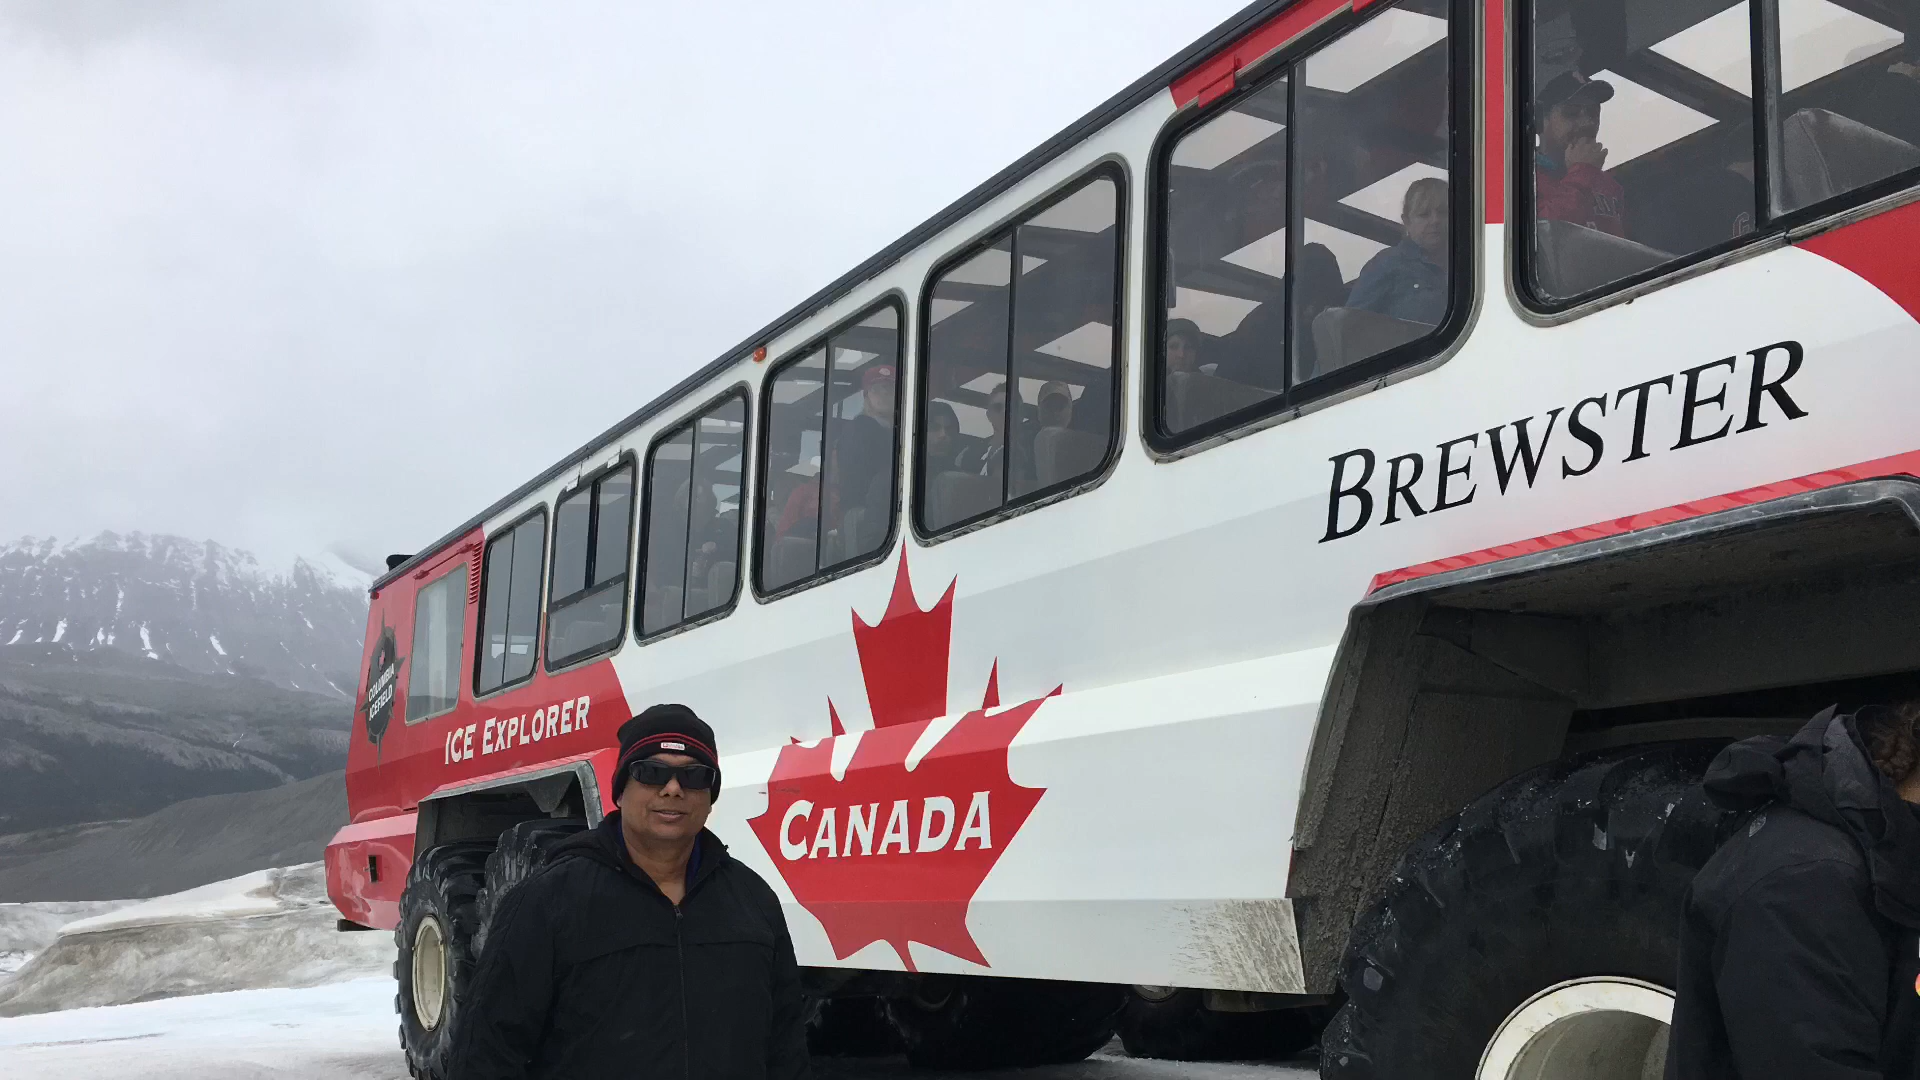 COLUMBIA
ICEFIELD
ICE EXPLORER
CANADA
BREWSTER